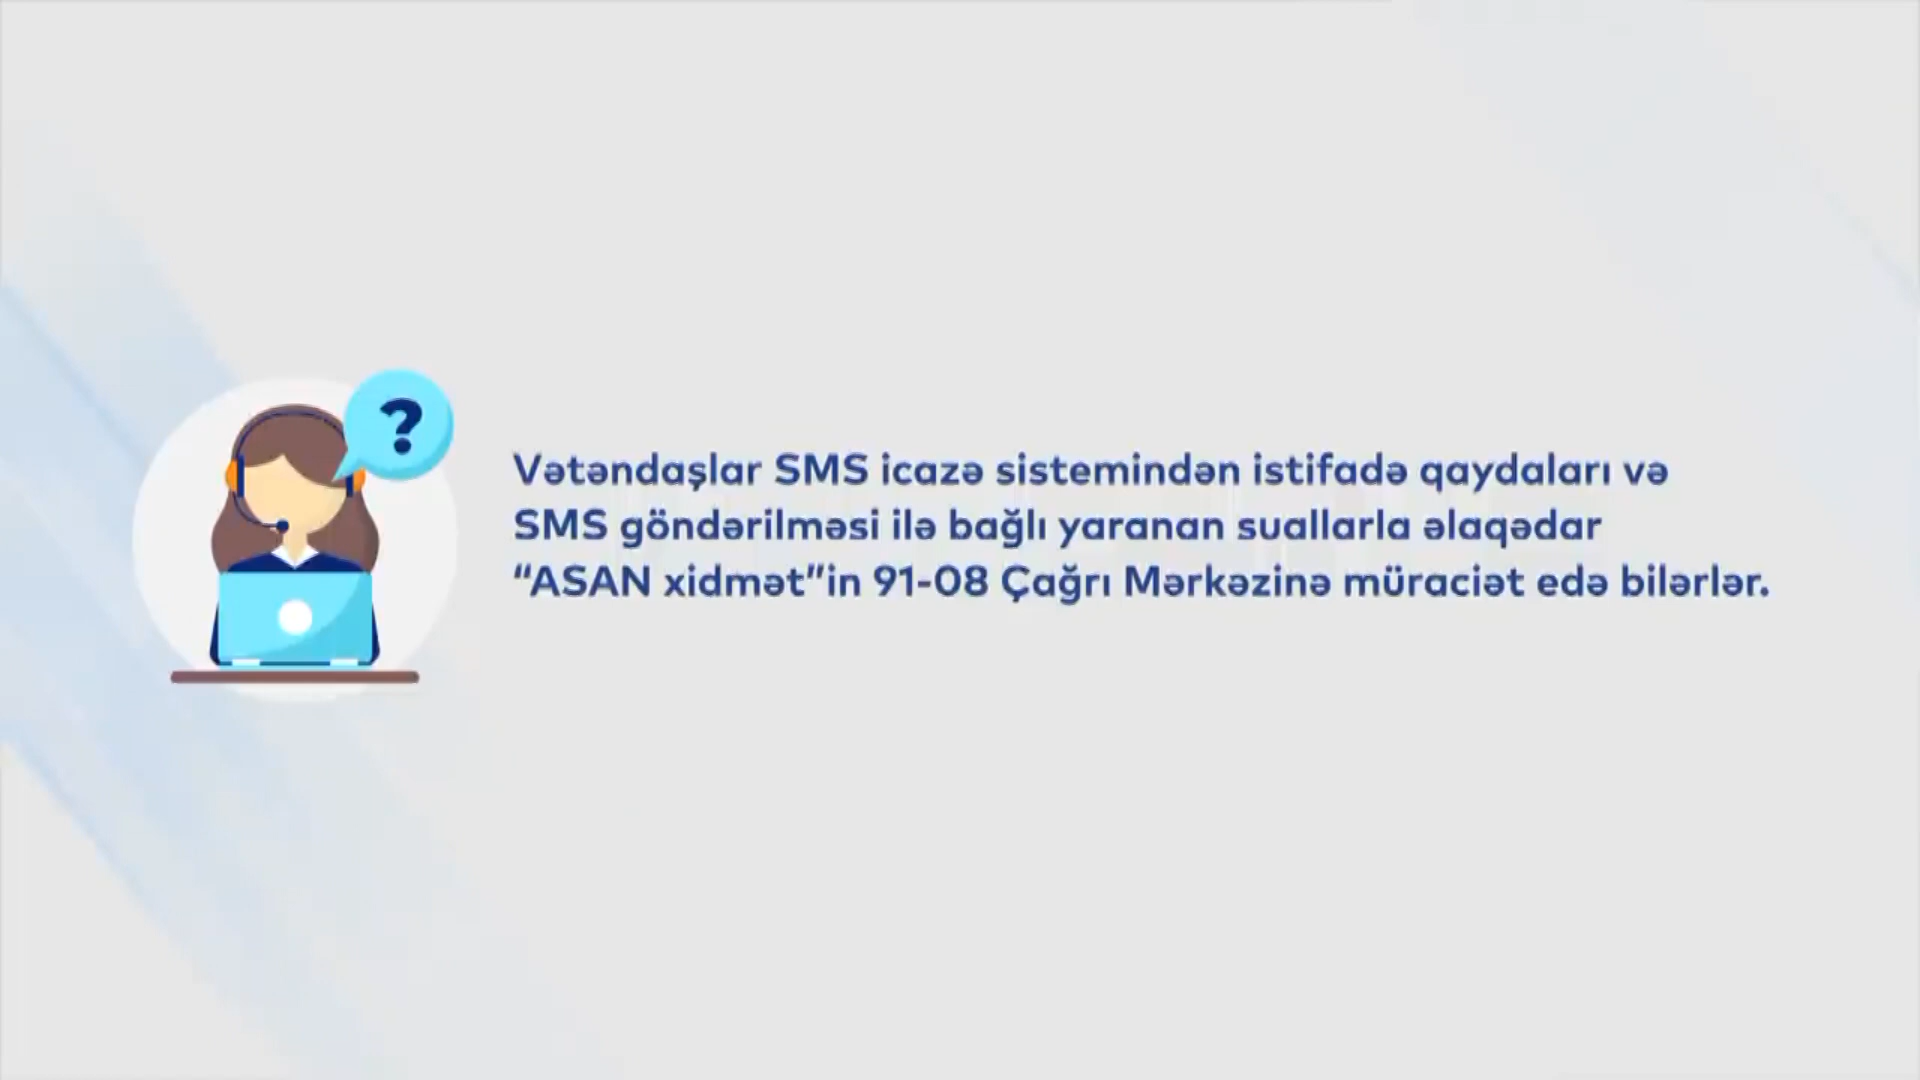 ?
Vətəndaşlar SMS icazə sistemindən istifadə qaydaları və
SMS göndərilməsi ilə bağlı yaranan suallarla əlaqədar
“ASAN xidmət”in 91-08 Çağrı Mərkəzinə müraciət edə bilərlər.